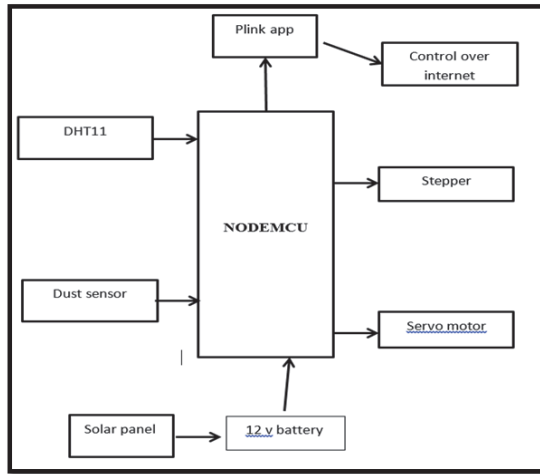 Plink app
Control over
internet
DHT11
Stepper
NODEMCU
Dust sensor
Servo motor
Solar panel
12 v battery